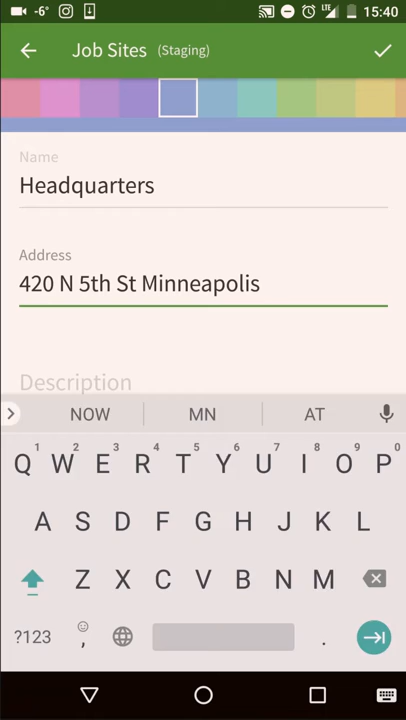 -6° LTE 15:40
Job Sites (Staging)
Name
Headquarters
Address
420 N 5th St Minneapolis
Description
NOW MN AT
1 2 3 4 5 6 7 8 9 0
Q W E R T Y U I O P
A S D F G H J K L
Z X C V B N M
?123 , .